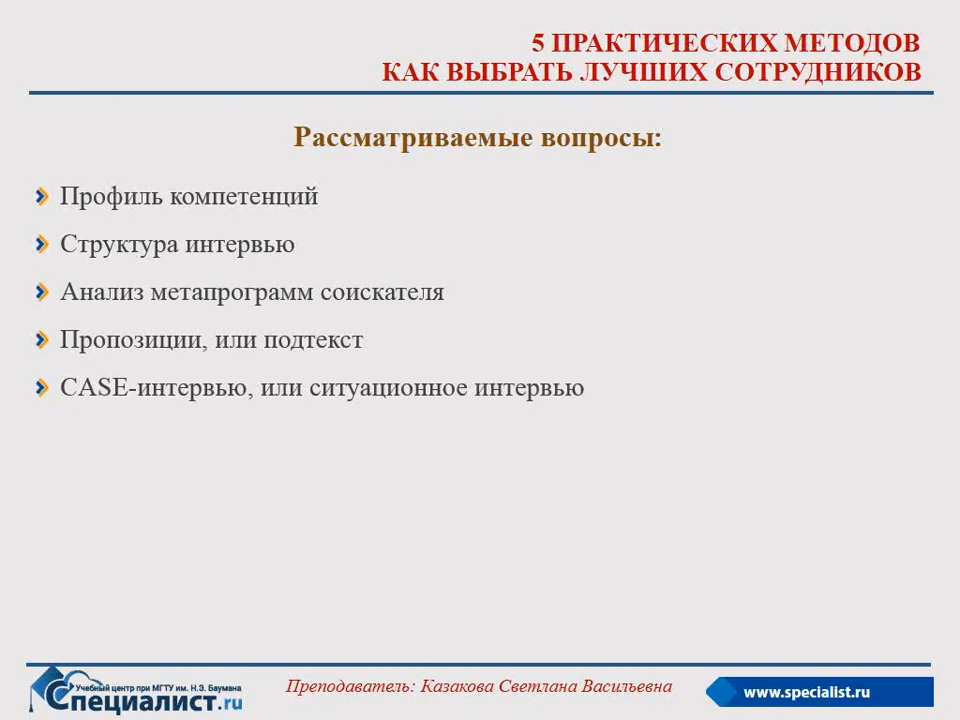 5 ПРАКТИЧЕСКИХ МЕТОДОВ
КАК ВЫБРАТЬ ЛУЧШИХ СОТРУДНИКОВ
Рассматриваемые вопросы:
Профиль компетенций
Структура интервью
Анализ метапрограмм соискателя
Пропозиции, или подтекст
CASE-интервью, или ситуационное интервью
Учебный центр при МГТУ им. Н.Э. Баумана
Специалист.ru
Преподаватель: Казакова Светлана Васильевна
www.specialist.ru